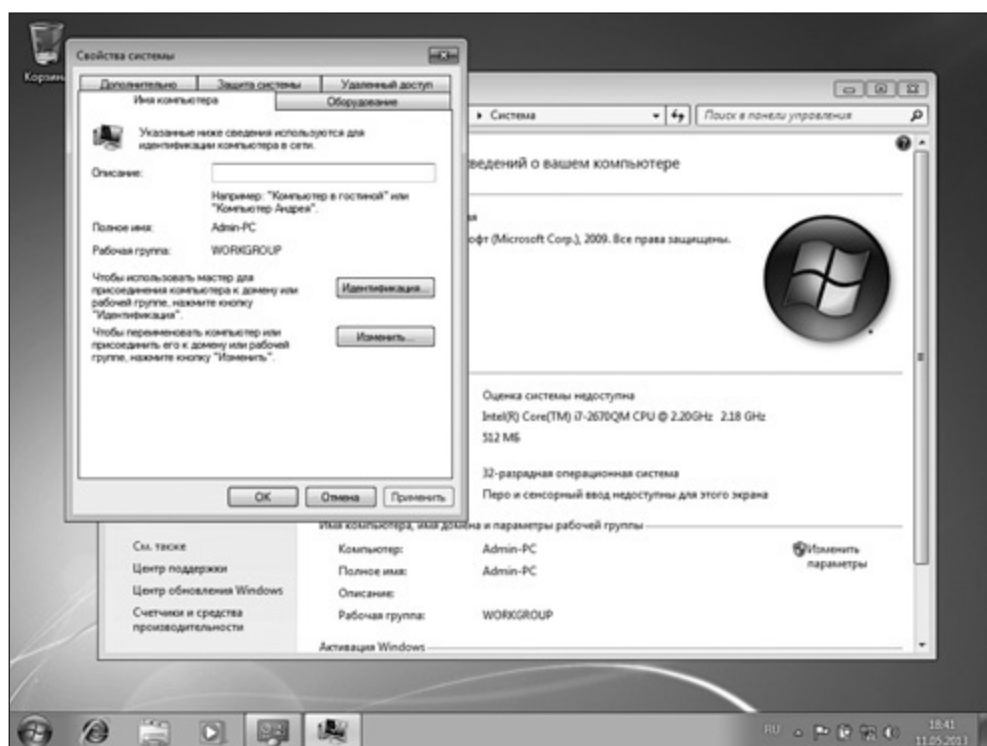 Корзин
Свойства системы
Дополнительно
Защита системы
Удаленный доступ
Имя компьютера
Оборудование
Указанные ниже сведения используются для
идентификации компьютера в сети.
Описание:
Например: "Компьютер в гостиной" или
"Компьютер Андрея".
Полное имя:
Admin-PC
Рабочая группа:
WORKGROUP
Чтобы использовать мастер для
присоединения компьютера к домену или
рабочей группе, нажмите кнопку
"Идентификация".
Идентификация...
Чтобы переименовать компьютер или
присоединить его к домену или рабочей
группе, нажмите кнопку "Изменить".
Изменить...
OK
Отмена
Применить
Система
Поиск в панели управления
ведений о вашем компьютере
ая
офт (Microsoft Corp.), 2009. Все права защищены.
Оценка системы недоступна
Intel(R) Core(TM) i7-2670QM CPU @ 2.20GHz 2.18 GHz
512 МБ
32-разрядная операционная система
Перо и сенсорный ввод недоступны для этого экрана
Имя компьютера, имя домена и параметры рабочей группы
Компьютер:
Admin-PC
Изменить
параметры
Полное имя:
Admin-PC
Описание:
Рабочая группа:
WORKGROUP
Активация Windows
См. также
Центр поддержки
Центр обновления Windows
Счетчики и средства
производительности
RU
18:41
11.05.2013